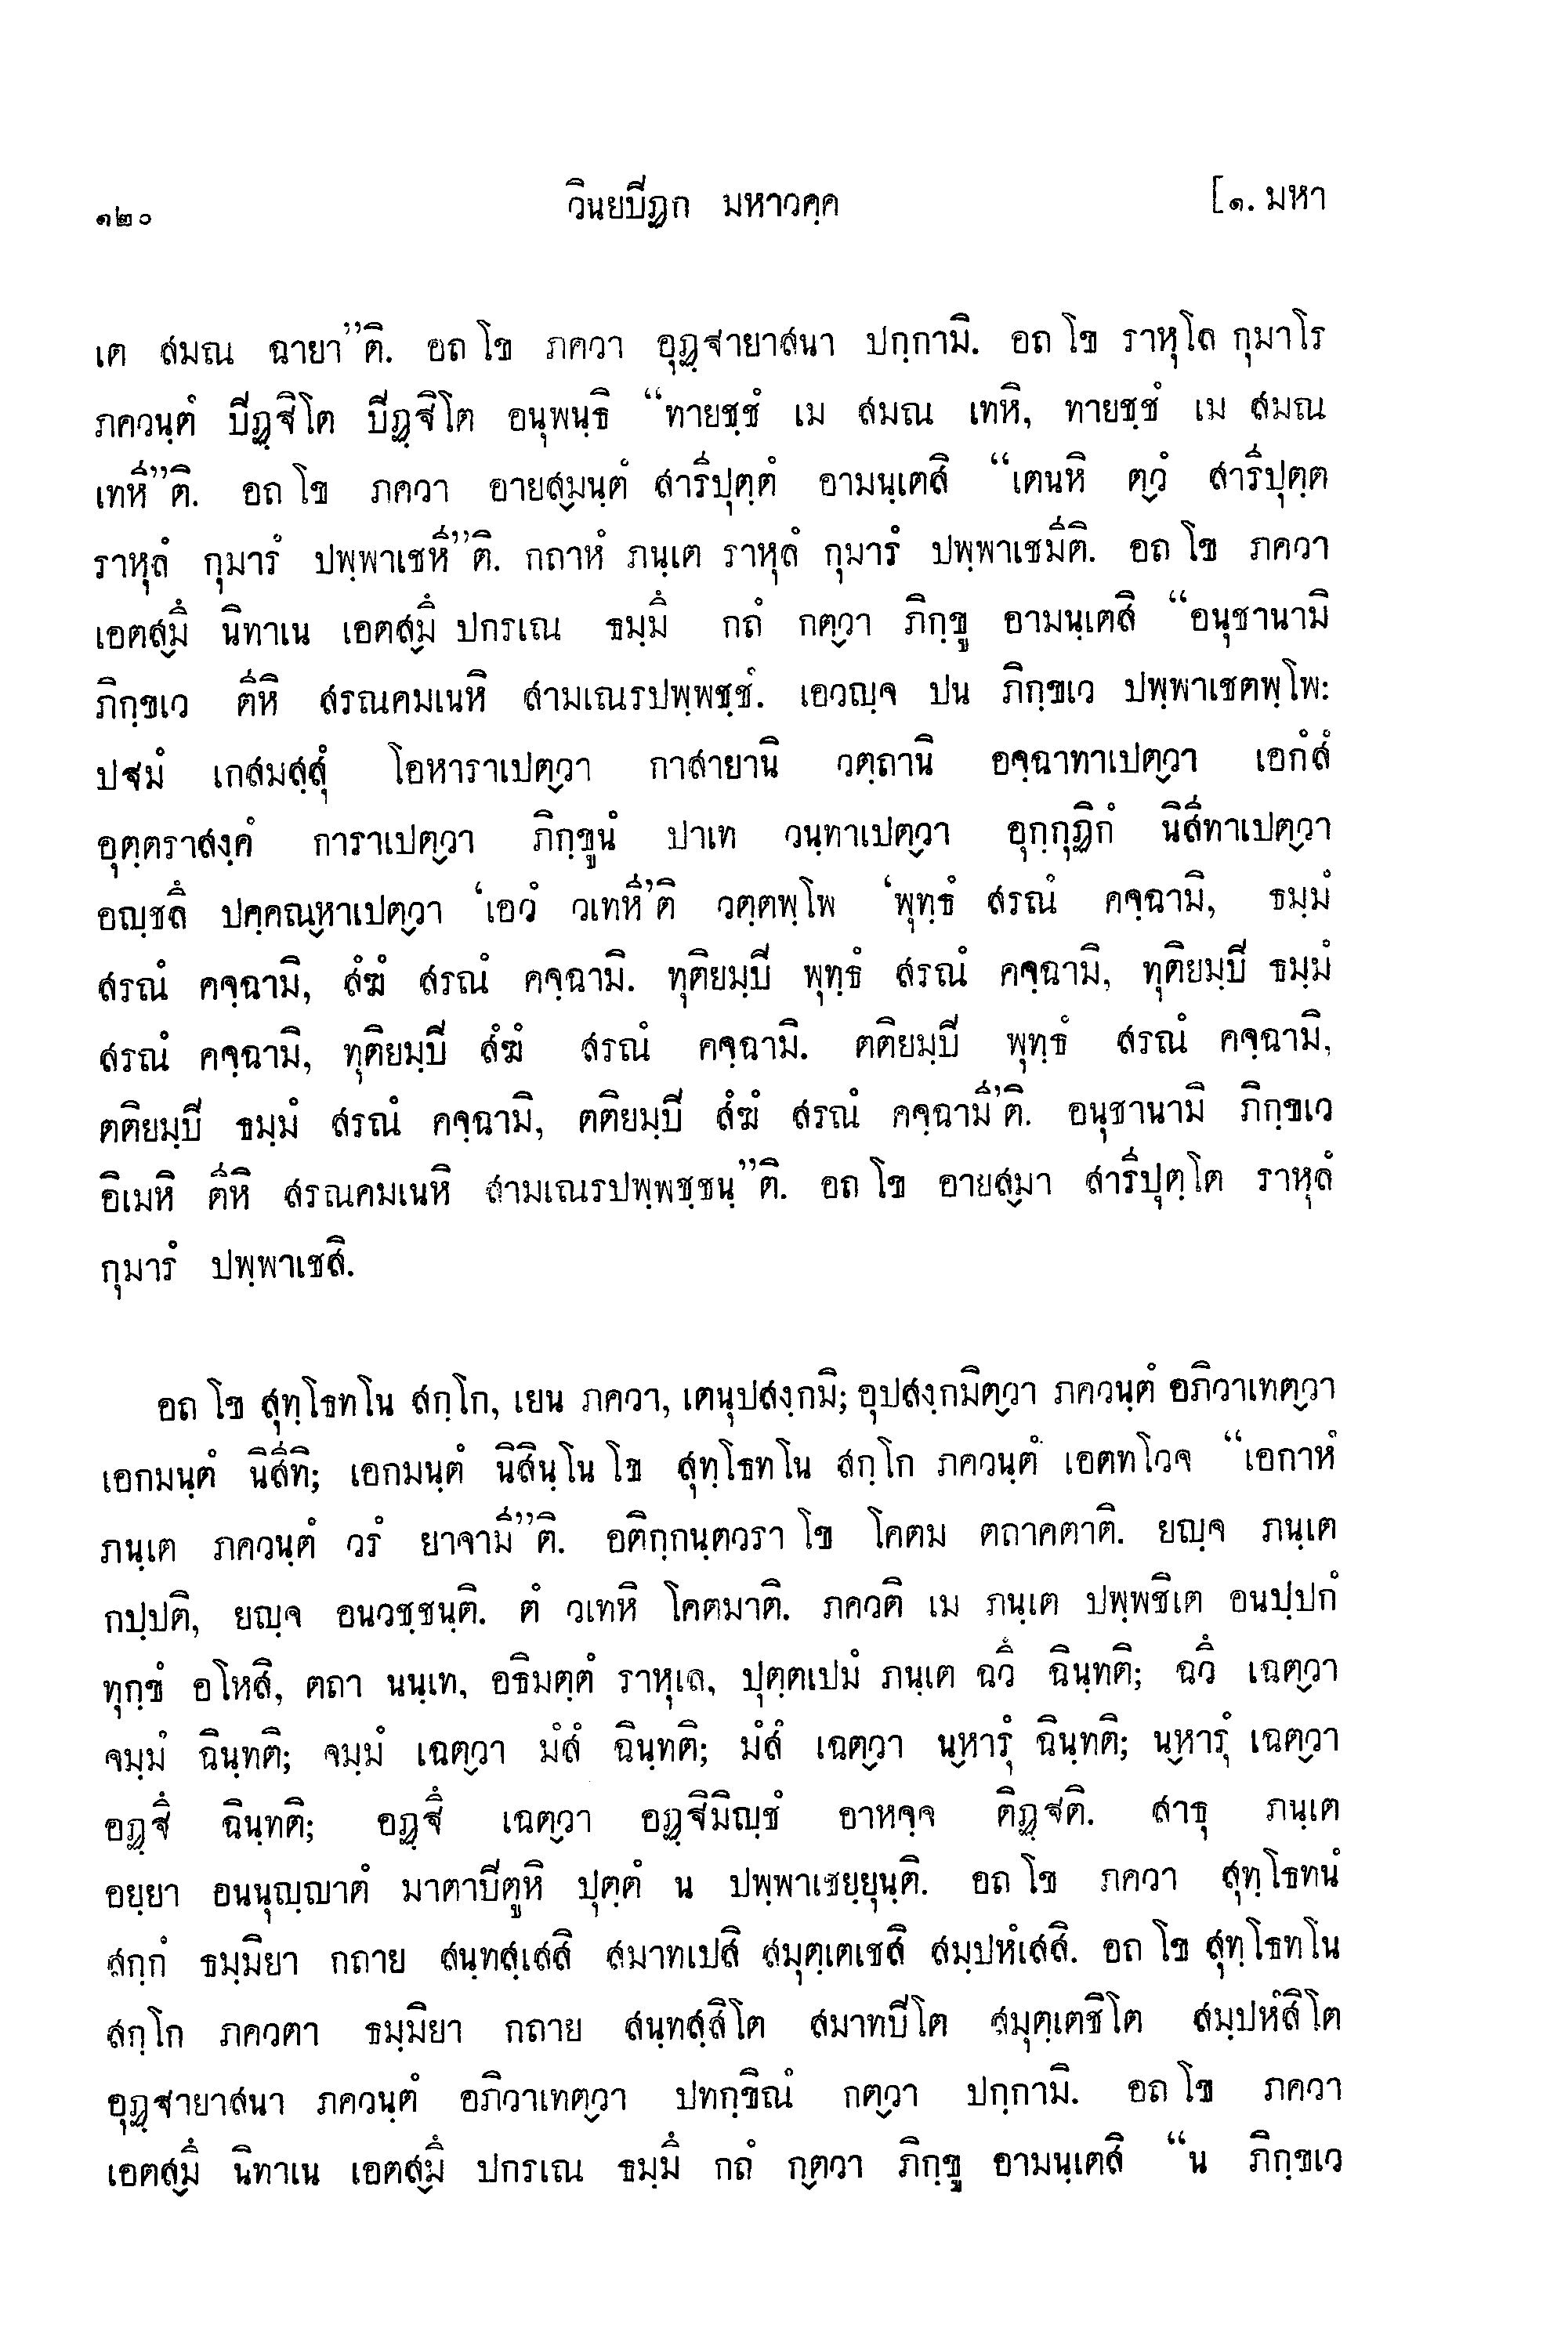 ๑๒๐ วินยปิฏก มหาวคฺค [๑. มหา
เต สมณ ฉายา”ติ. อถ โข ภควา อุฏฺฐายาสนา ปกฺกามิ. อถ โข ราหุโล กุมาโร
ภควนฺตํ ปิฏฺฐิโต ปิฏฺฐิโต อนุพนฺธิ “ทายชฺชํ เม สมณ เทหิ, ทายชฺชํ เม สมณ
เทหี”ติ. อถ โข ภควา อายส๎มนฺตํ สารีปุตฺตํ อามนฺเตสิ “เตนหิ ต๎วํ สารีปุตฺต
ราหุลํ กุมารํ ปพฺพาเชหี”ติ. กถาหํ ภนฺเต ราหุลํ กุมารํ ปพฺพาเชมีติ. อถ โข ภควา
เอตส๎มึ นิทาเน เอตส๎มึ ปกรเณ ธมฺมึ กถํ กต๎วา ภิกฺขู อามนฺเตสิ “อนุชานามิ
ภิกฺขเว ตีหิ สรณคมเนหิ สามเณรปพฺพชฺชํ. เอวญฺจ ปน ภิกฺขเว ปพฺพาเชตพฺโพ:
ปฐมํ เกสมสฺสุํ โอหาราเปต๎วา กาสายานิ วตฺถานิ อจฺฉาทาเปต๎วา เอกํสํ
อุตฺตราสงฺคํ การาเปต๎วา ภิกฺขูนํ ปาเท วนฺทาเปต๎วา อุกฺกุฏิกํ นิสีทาเปต๎วา
อญฺชลึ ปคฺคณ๎หาเปต๎วา ‘เอวํ วเทหี’ติ วตฺตพฺโพ ‘พุทฺธํ สรณํ คจฺฉามิ, ธมฺมํ
สรณํ คจฺฉามิ, สํฆํ สรณํ คจฺฉามิ. ทุติยมฺปิ พุทฺธํ สรณํ คจฺฉามิ, ทุติยมฺปิ ธมฺมํ
สรณํ คจฺฉามิ, ทุติยมฺปิ สํฆํ สรณํ คจฺฉามิ. ตติยมฺปิ พุทฺธํ สรณํ คจฺฉามิ,
ตติยมฺปิ ธมฺมํ สรณํ คจฺฉามิ, ตติยมฺปิ สํฆํ สรณํ คจฺฉามี’ติ. อนุชานามิ ภิกฺขเว
อิเมหิ ตีหิ สรณคมเนหิ สามเณรปพฺพชฺชนฺ”ติ. อถ โข อายส๎มา สารีปุตฺโต ราหุลํ
กุมารํ ปพฺพาเชสิ.
อถ โข สุทฺโธทโน สกฺโก, เยน ภควา, เตนุปสงฺกมิ; อุปสงฺกมิต๎วา ภควนฺตํ อภิวาเทต๎วา
เอกมนฺตํ นิสีทิ; เอกมนฺตํ นิสินฺโน โข สุทฺโธทโน สกฺโก ภควนฺตํ เอตทโวจ “เอกาหํ
ภนฺเต ภควนฺตํ วรํ ยาจามี”ติ. อติกฺกนฺตวรา โข โคตม ตถาคตาติ. ยญฺจ ภนฺเต
กปฺปติ, ยญฺจ อนวชฺชนฺติ. ตํ วเทหิ โคตมาติ. ภควติ เม ภนฺเต ปพฺพชิเต อนปฺปกํ
ทุกฺขํ อโหสิ, ตถา นนฺเท, อธิมตฺตํ ราหุเล, ปุตฺตเปมํ ภนฺเต ฉวึ ฉินฺทติ; ฉวึ เฉต๎วา
จมฺมํ ฉินฺทติ; จมฺมํ เฉต๎วา มํสํ ฉินฺทติ; มํสํ เฉต๎วา น๎หารุํ ฉินฺทติ; น๎หารุํ เฉต๎วา
อฏฺฐึ ฉินฺทติ; อฏฺฐึ เฉต๎วา อฏฺฐิมิญฺชํ อาหจฺจ ติฏฺฐติ. สาธุ ภนฺเต
อยฺยา อนนุญฺญาตํ มาตาปิตูหิ ปุตฺตํ น ปพฺพาเชยฺยุนฺติ. อถ โข ภควา สุทฺโธทนํ
สกฺกํ ธมฺมิยา กถาย สนฺทสฺเสสิ สมาทเปสิ สมุตฺเตเชสิ สมฺปหํเสสิ. อถ โข สุทฺโธทโน
สกฺโก ภควตา ธมฺมิยา กถาย สนฺทสฺสิโต สมาทปิโต สมุตฺเตชิโต สมฺปหํสิโต
อุฏฺฐายาสนา ภควนฺตํ อภิวาเทต๎วา ปทกฺขิณํ กต๎วา ปกฺกามิ. อถ โข ภควา
เอตส๎มึ นิทาเน เอตส๎มึ ปกรเณ ธมฺมึ กถํ ก๎ตวา ภิกฺขู อามนฺเตสิ “น ภิกฺขเว